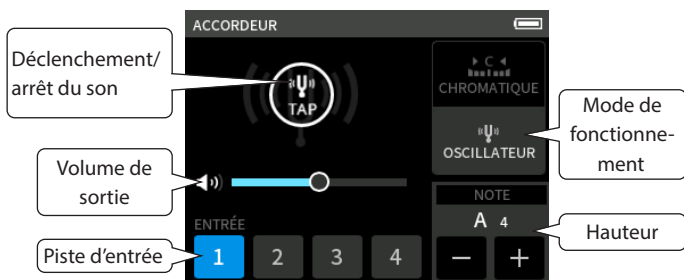 ACCORDEUR
Déclenchement/
arrêt du son
TAP
C
CHROMATIQUE
OSCILLATEUR
Mode de
fonctionne-
ment
Volume de
sortie
NOTE
A 4
Hauteur
ENTRÉE
Piste d'entrée
1 2 3 4
− +